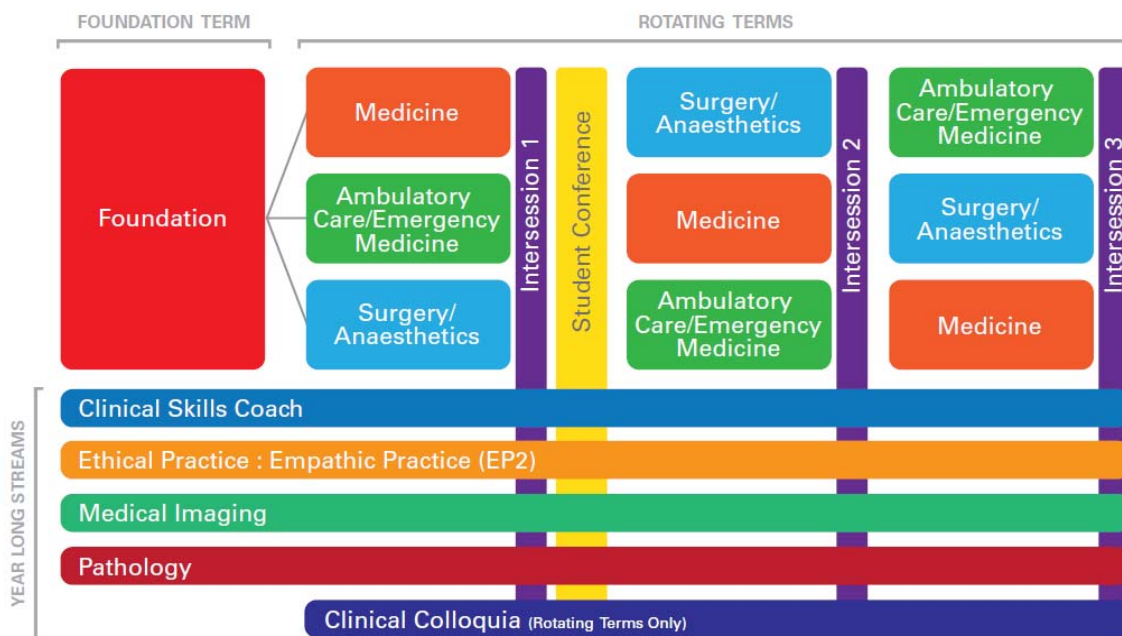 FOUNDATION TERM
ROTATING TERMS
Foundation
Medicine
Ambulatory
Care/Emergency
Medicine
Surgery/
Anaesthetics
Intersession 1
Student Conference
Surgery/
Anaesthetics
Medicine
Ambulatory
Care/Emergency
Medicine
Intersession 2
Ambulatory
Care/Emergency
Medicine
Surgery/
Anaesthetics
Medicine
Intersession 3
YEAR LONG STREAMS
Clinical Skills Coach
Ethical Practice : Empathic Practice (EP2)
Medical Imaging
Pathology
Clinical Colloquia (Rotating Terms Only)